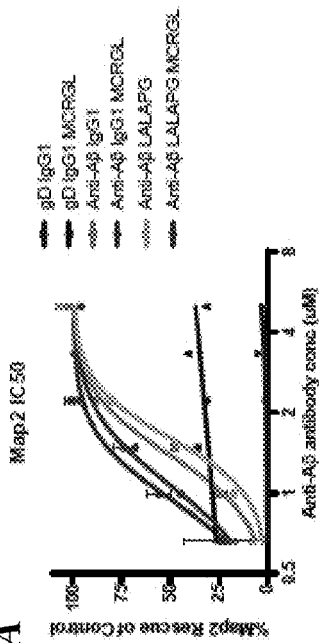 A
Map2 IC50
%Map2 Rescue of Control
100
75
50
25
0
0.5
1
2
4
8
Anti-Aβ antibody conc (uM)
gD IgG1
gD IgG1 MCRGL
Anti-Aβ IgG1
Anti-Aβ IgG1 MCRGL
Anti-Aβ LALAPG
Anti-Aβ LALAPG MCRGL